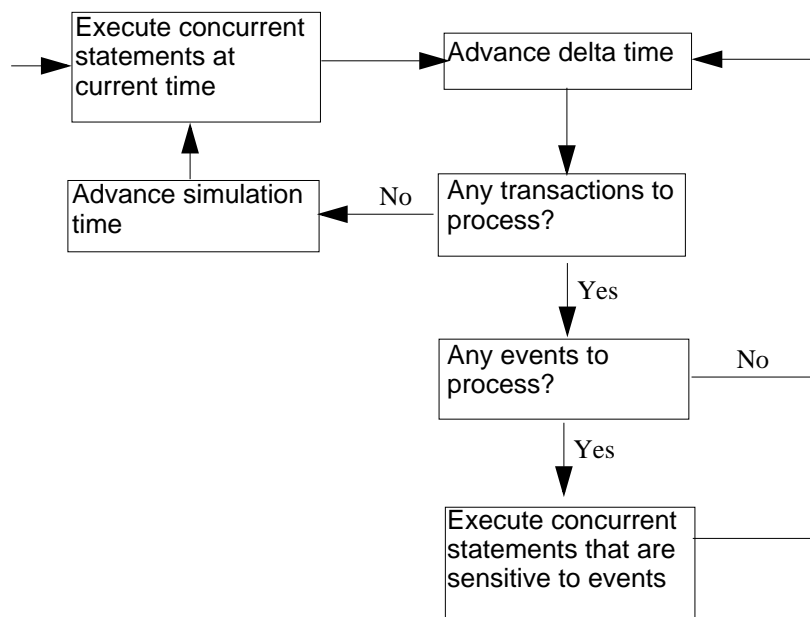 Execute concurrent
statements at
current time
Advance delta time
Advance simulation
time
No
Any transactions to
process?
Yes
Any events to
process?
No
Yes
Execute concurrent
statements that are
sensitive to events